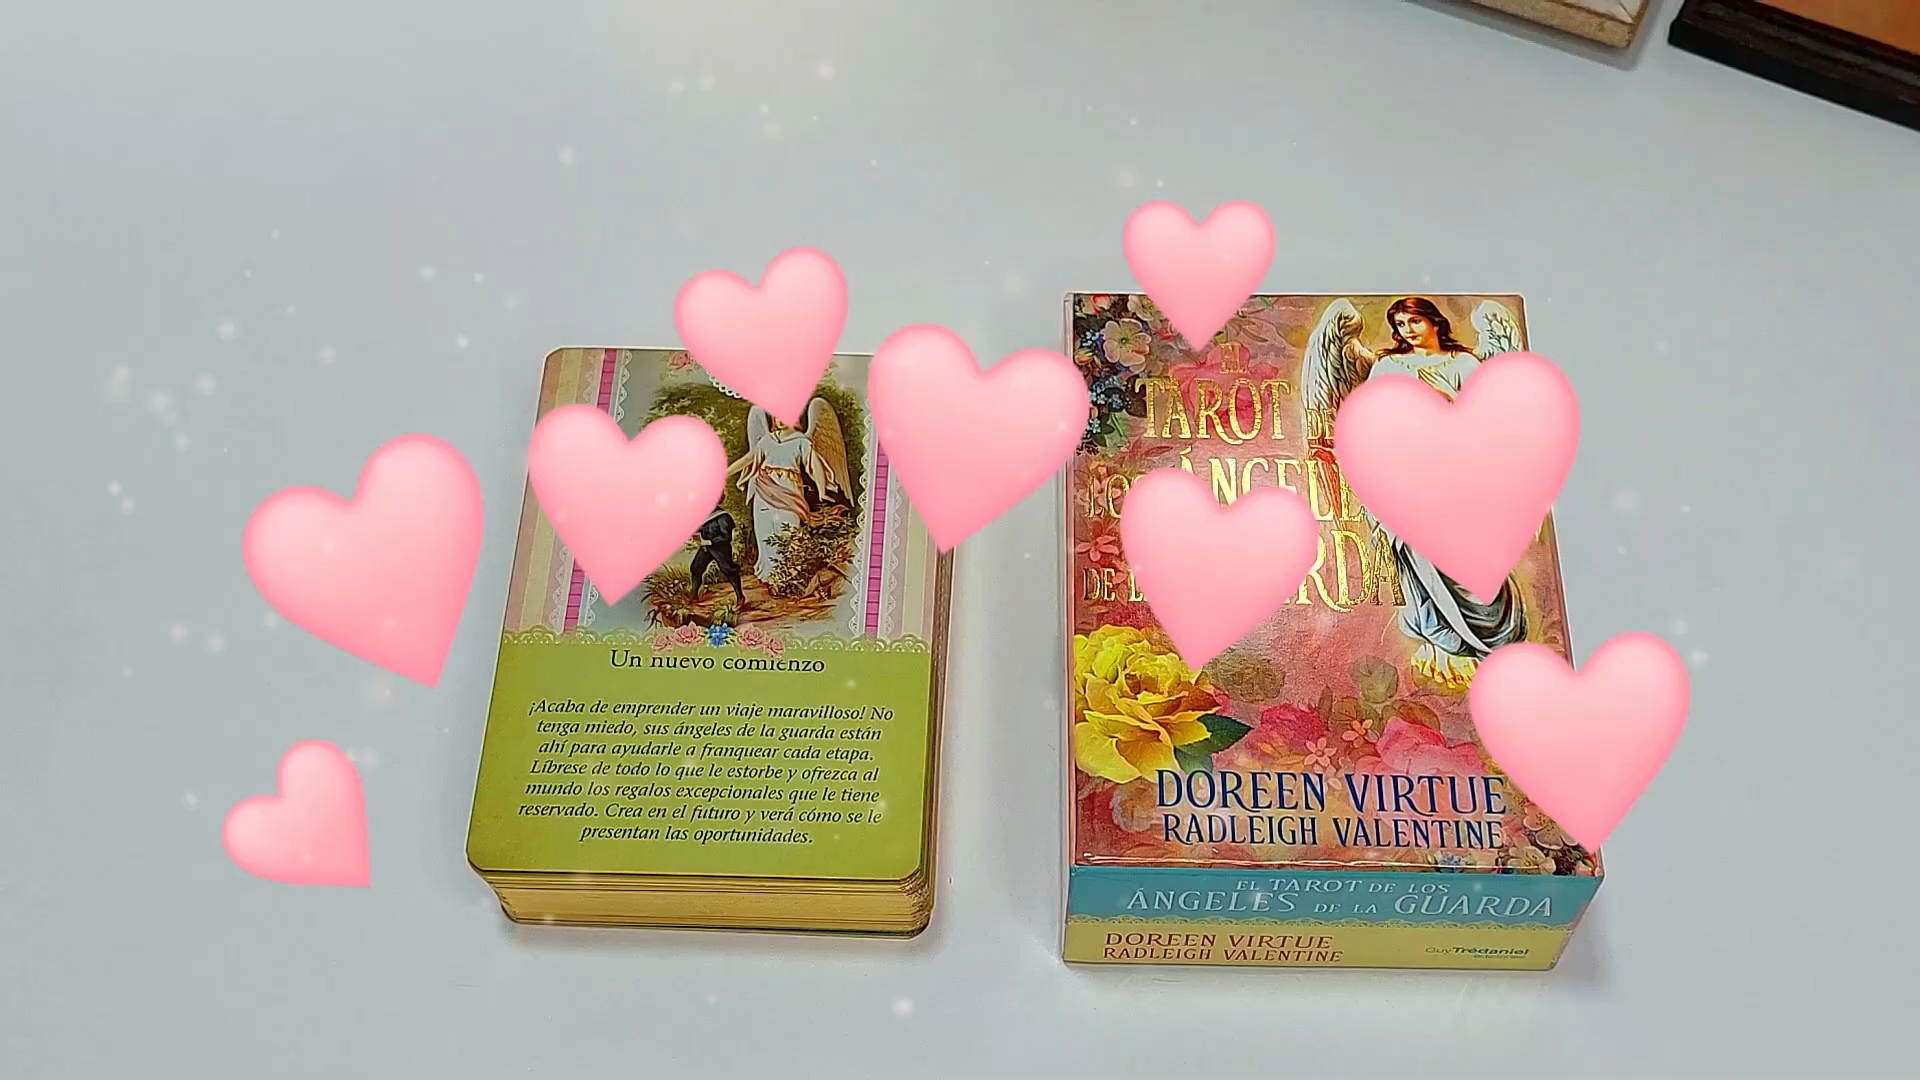 Un nuevo comienzo
¡Acaba de emprender un viaje maravilloso! No
tenga miedo, sus ángeles de la guarda están
ahí para ayudarle a franquear cada etapa.
Líbrese de todo lo que le estorbe y ofrezca al
mundo los regalos excepcionales que le tiene
reservado. Crea en el futuro y verá cómo se le
presentan las oportunidades.
EL
TAROT DE
DOREEN VIRTUE
RADLEIGH VALENTINE
EL TAROT DE LOS
ÁNGELES DE LA GUARDA
DOREEN VIRTUE
RADLEIGH VALENTINE
Guy Trédaniel